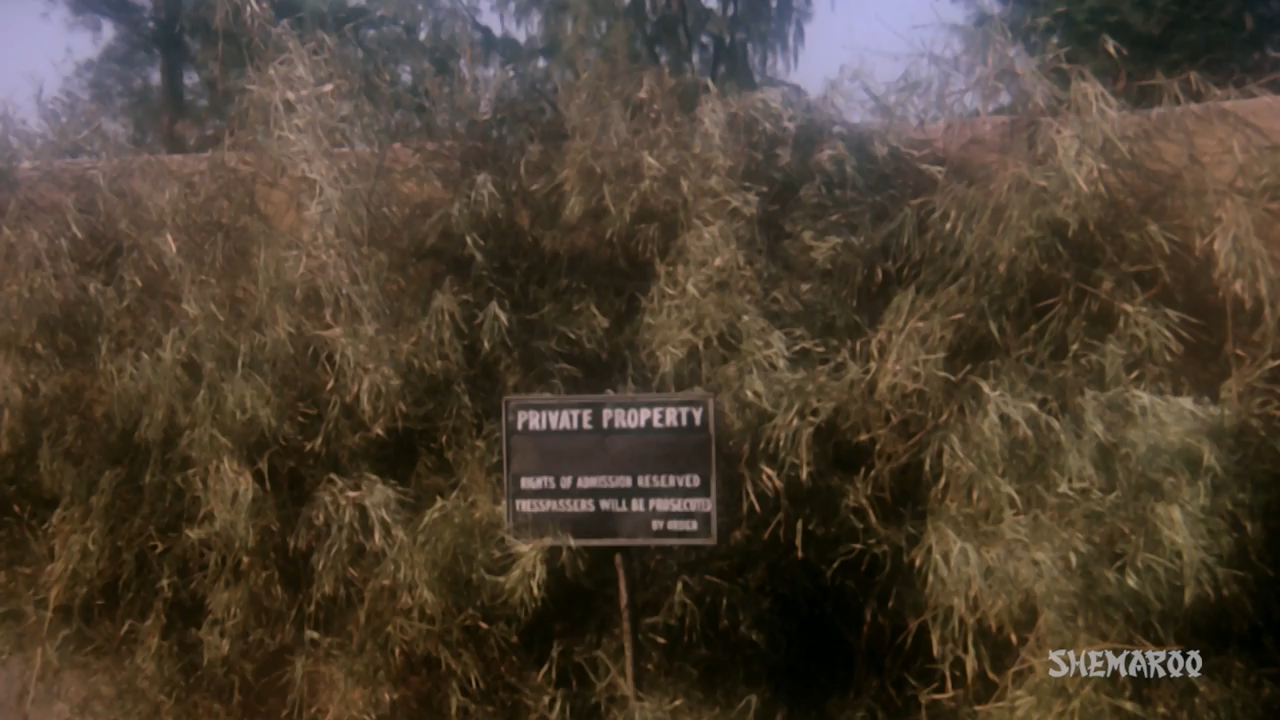 PRIVATE PROPERTY
RIGHTS OF ADMISSION RESERVED
TRESSPASSERS WILL BE PROSECUTED
BY ORDER
SHEMAROO